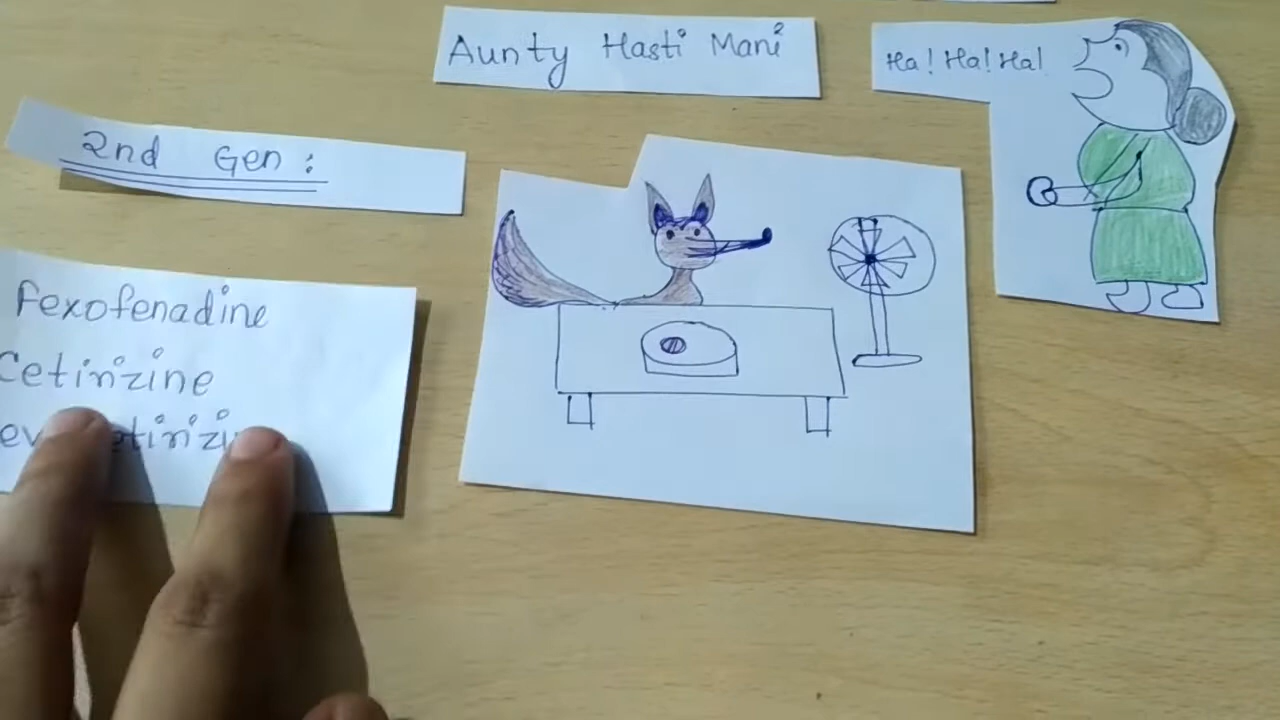 Aunty Hasti Mani
Ha! Ha! Ha!
2nd Gen:
Fexofenadine
Cetirizine